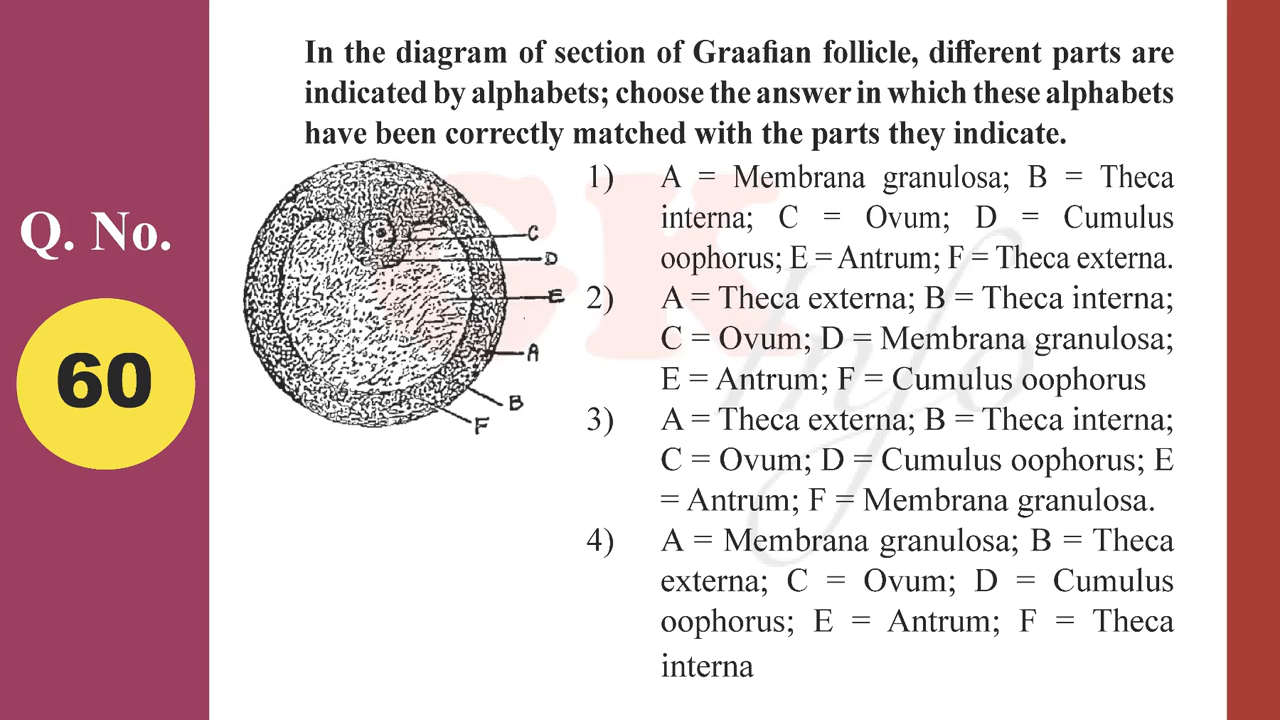 In the diagram of section of Graafian follicle, different parts are
indicated by alphabets; choose the answer in which these alphabets
have been correctly matched with the parts they indicate.
Q. No.
60
C
D
E
A
B
F
1) A = Membrana granulosa; B = Theca
interna; C = Ovum; D = Cumulus
oophorus; E = Antrum; F = Theca externa.
2) A = Theca externa; B = Theca interna;
C = Ovum; D = Membrana granulosa;
E = Antrum; F = Cumulus oophorus
3) A = Theca externa; B = Theca interna;
C = Ovum; D = Cumulus oophorus; E
= Antrum; F = Membrana granulosa.
4) A = Membrana granulosa; B = Theca
externa; C = Ovum; D = Cumulus
oophorus; E = Antrum; F = Theca
interna
GK
Info